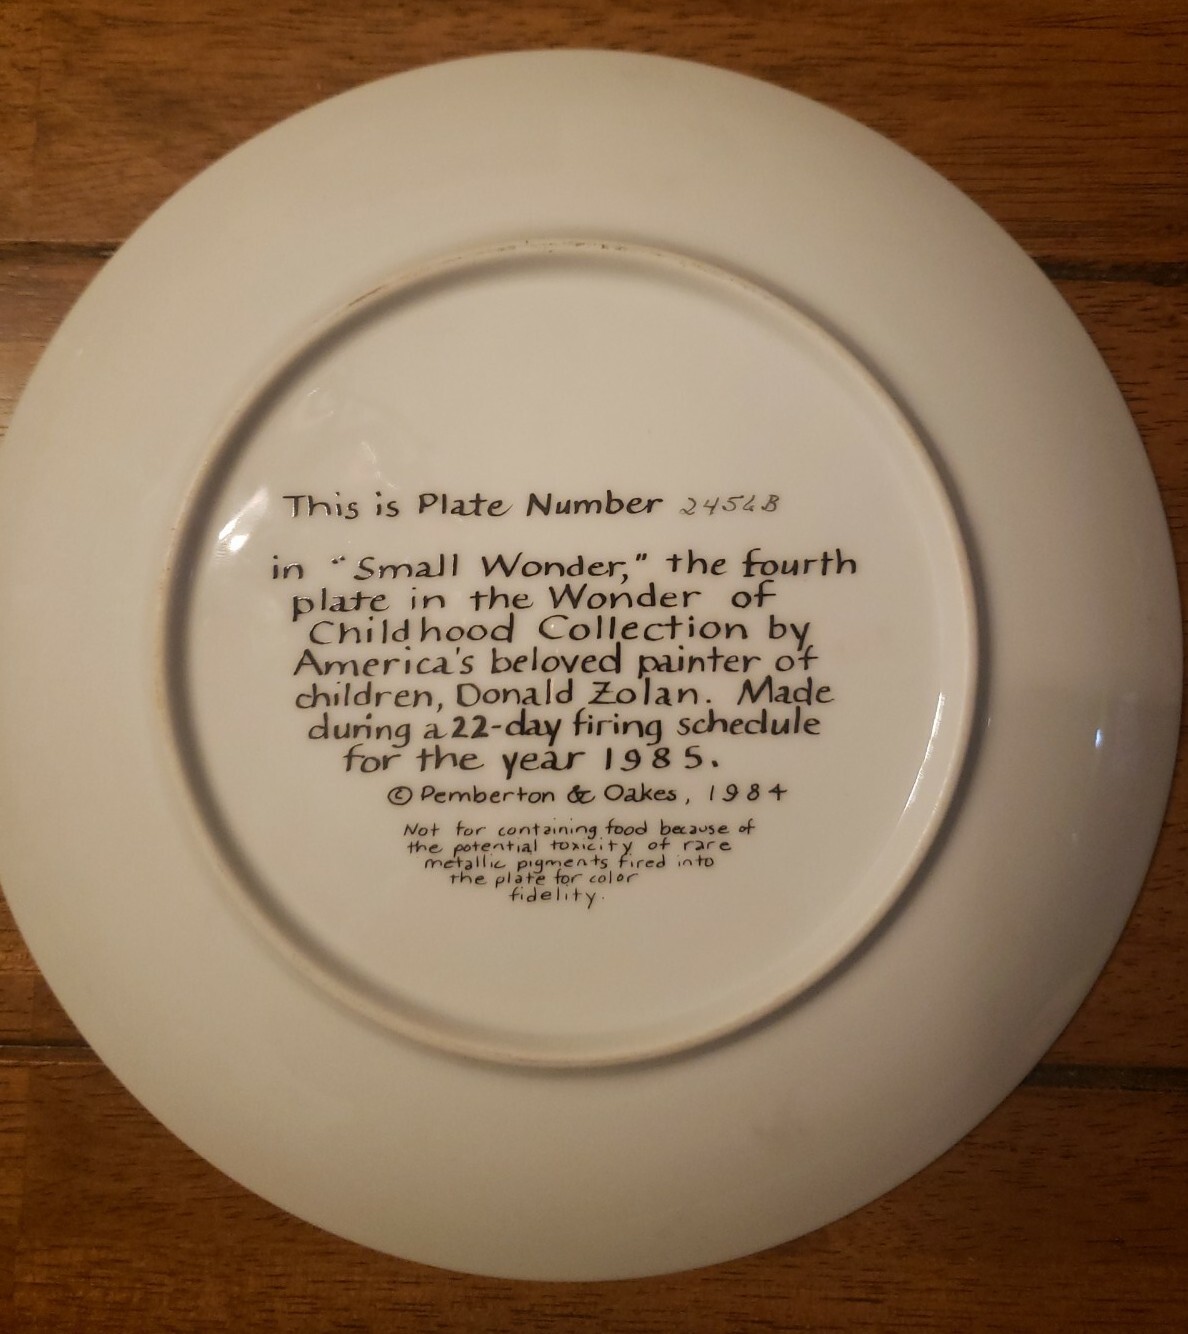 This is Plate Number 2456B
in "Small Wonder," the fourth
plate in the Wonder of
Childhood Collection by
America's beloved painter of
children, Donald Zolan. Made
during a 22-day firing schedule
for the year 1985.
© Pemberton & Oakes, 1984
Not for containing food because of
the potential toxicity of rare
metallic pigments fired into
the plate for color
fidelity.